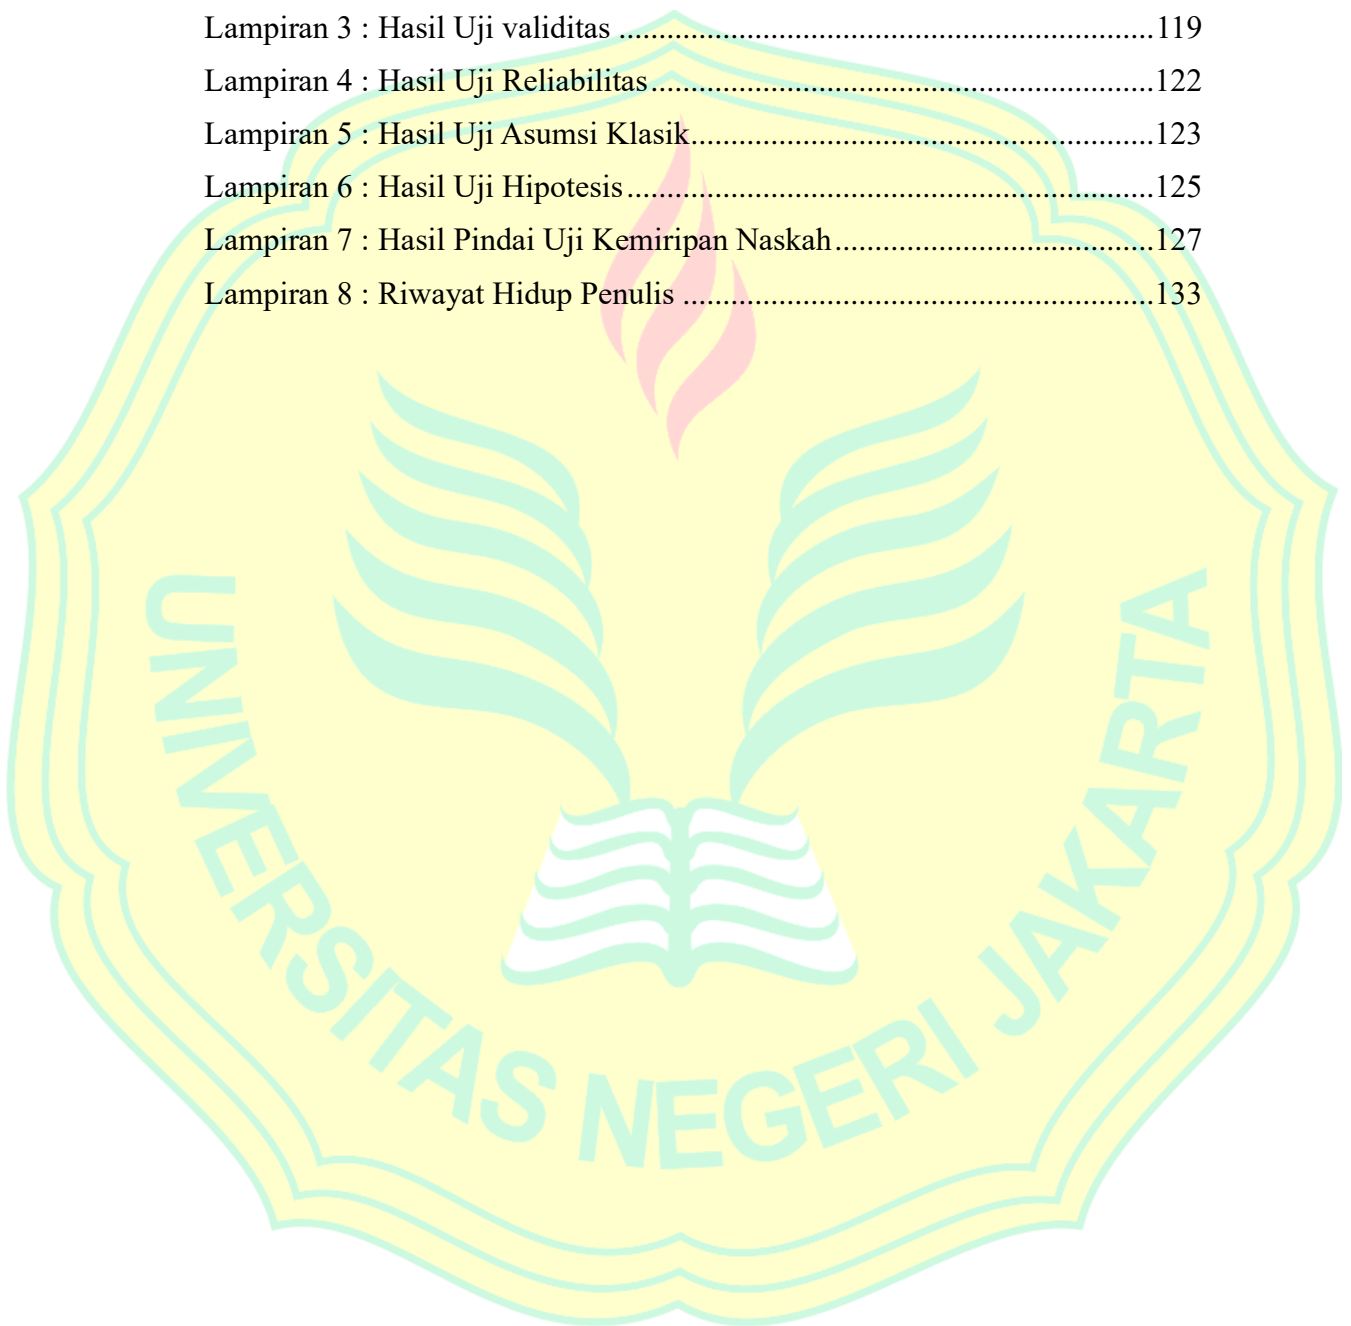 Lampiran 3 : Hasil Uji validitas ................................................................119
Lampiran 4 : Hasil Uji Reliabilitas............................................................122
Lampiran 5 : Hasil Uji Asumsi Klasik.......................................................123
Lampiran 6 : Hasil Uji Hipotesis...............................................................125
Lampiran 7 : Hasil Pindai Uji Kemiripan Naskah......................................127
Lampiran 8 : Riwayat Hidup Penulis ........................................................133
UNIVERSITAS NEGERI JAKARTA